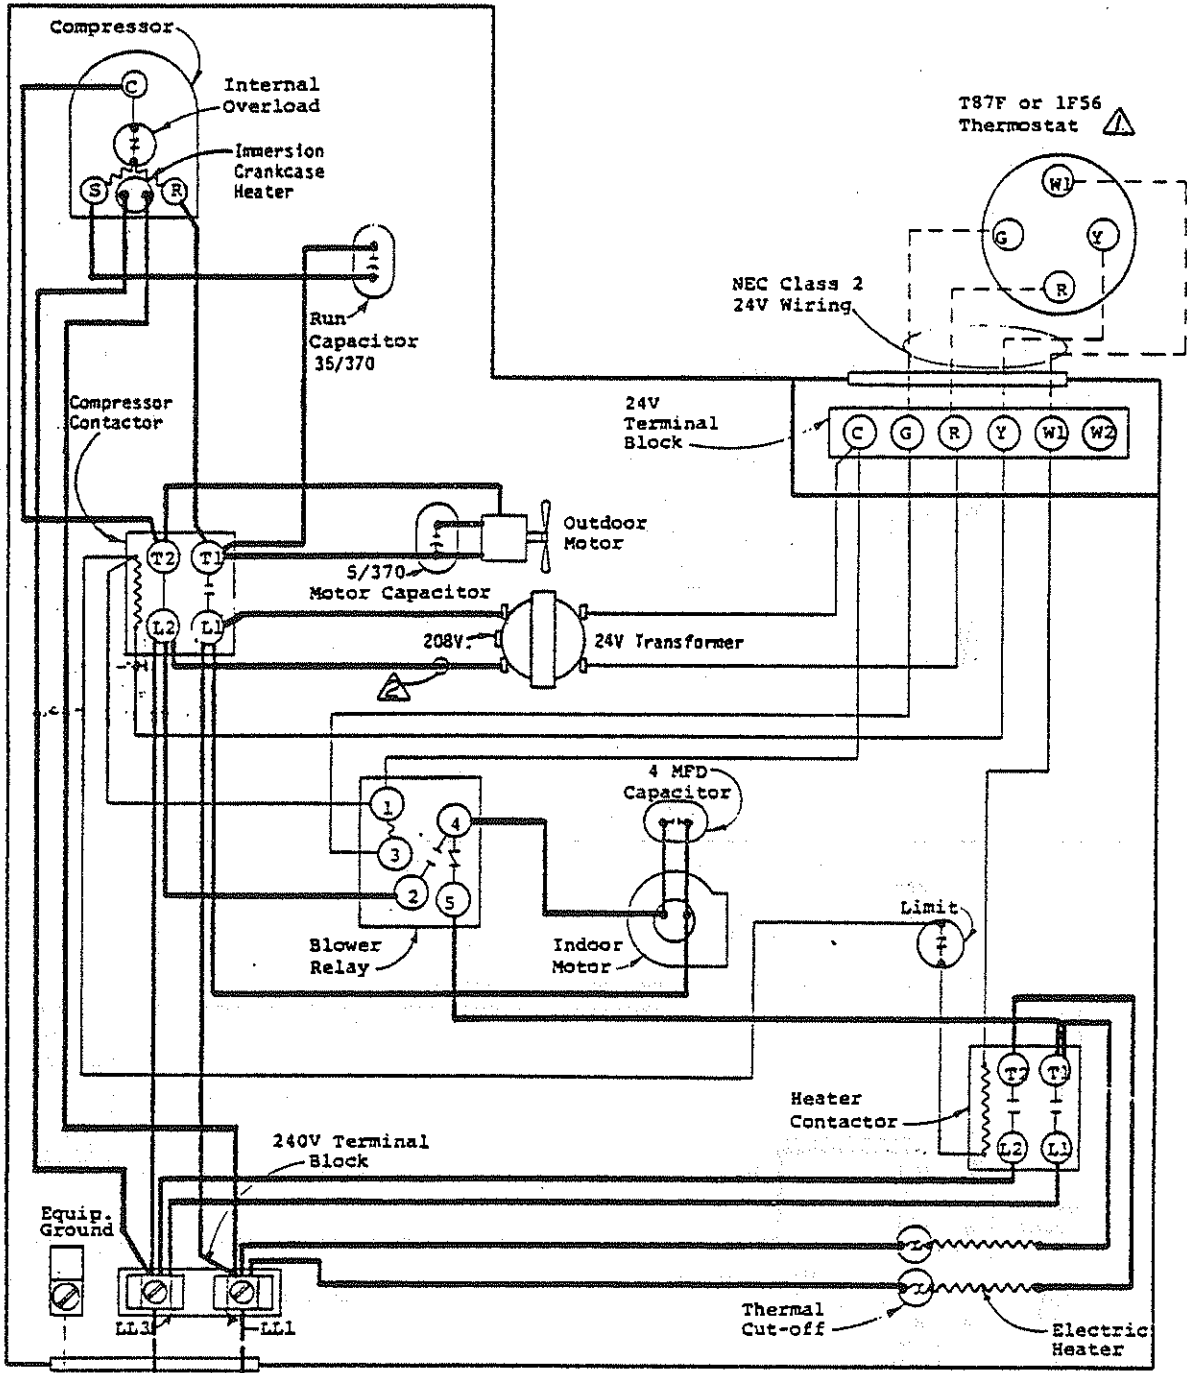 Compressor
C
Internal
Overload
Immersion
Crankcase
Heater
S
R
T87F or 1F56
Thermostat 1
W1
G
Y
R
NEC Class 2
24V Wiring
Run
Capacitor
35/370
Compressor
Contactor
24V
Terminal
Block
C G R Y W1 W2
Outdoor
Motor
T2 T1
5/370
Motor Capacitor
L2 L1
208V.
24V Transformer
2
4 MFD
Capacitor
1
4
3
2
5
Blower
Relay
Indoor
Motor
Limit
T2 T1
Heater
Contactor
L2 L1
240V Terminal
Block
Equip.
Ground
LL3
LL1
Thermal
Cut-off
Electric
Heater